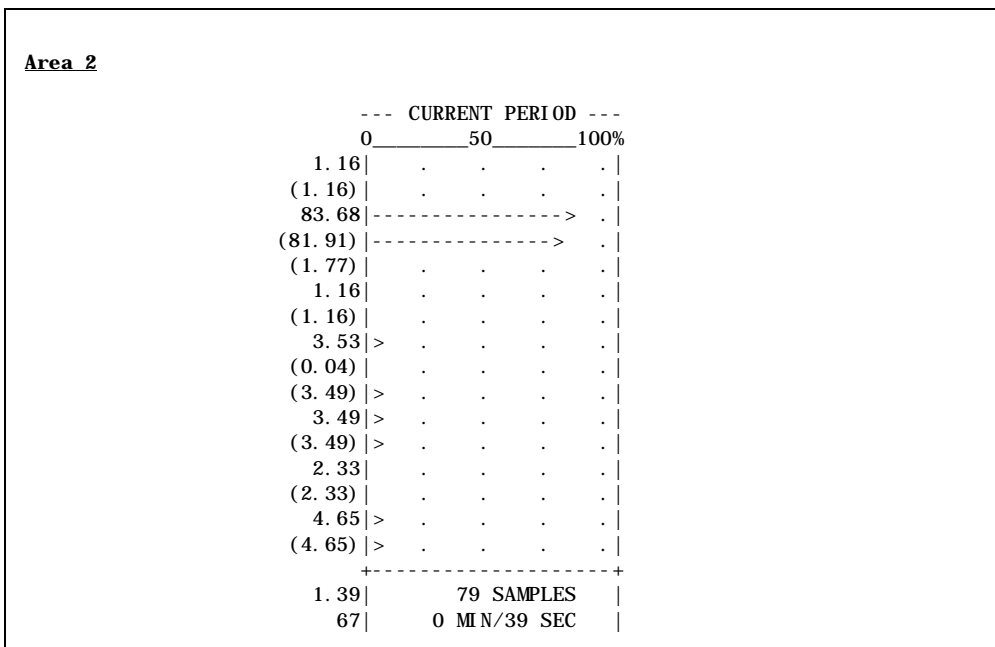 Area 2
--- CURRENT PERIOD ---
0________50_______100%
1.16|     .     .     .     . |
(1.16)|     .     .     .     . |
83.68|---------------->  . |
(81.91)|--------------->   . |
(1.77)|     .     .     .     . |
1.16|     .     .     .     . |
(1.16)|     .     .     .     . |
3.53|>    .     .     .     . |
(0.04)|     .     .     .     . |
(3.49)|>    .     .     .     . |
3.49|>    .     .     .     . |
(3.49)|>    .     .     .     . |
2.33|     .     .     .     . |
(2.33)|     .     .     .     . |
4.65|>    .     .     .     . |
(4.65)|>    .     .     .     . |
+--------------------+
1.39|        79 SAMPLES    |
67|      0 MIN/39 SEC    |